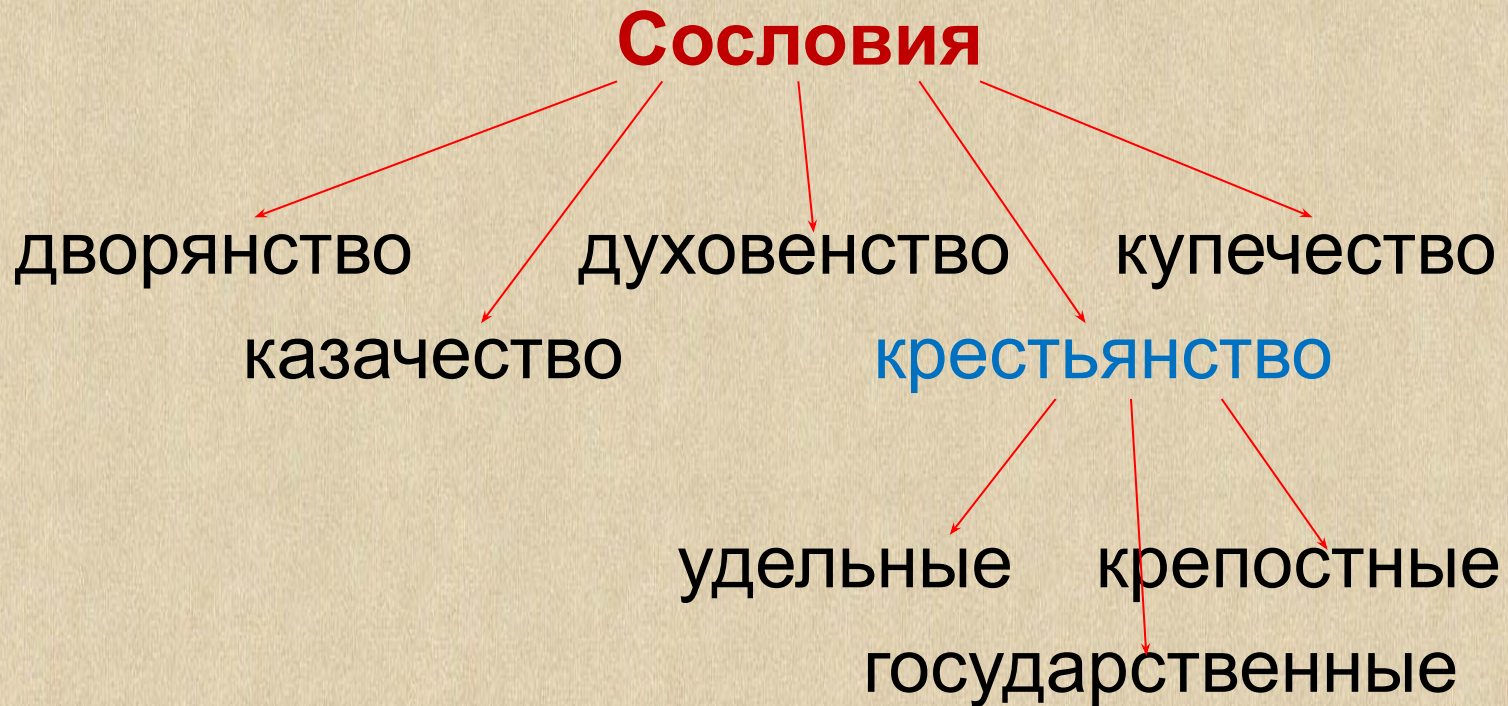 Сословия
дворянство духовенство купечество
казачество крестьянство
удельные крепостные
государственные